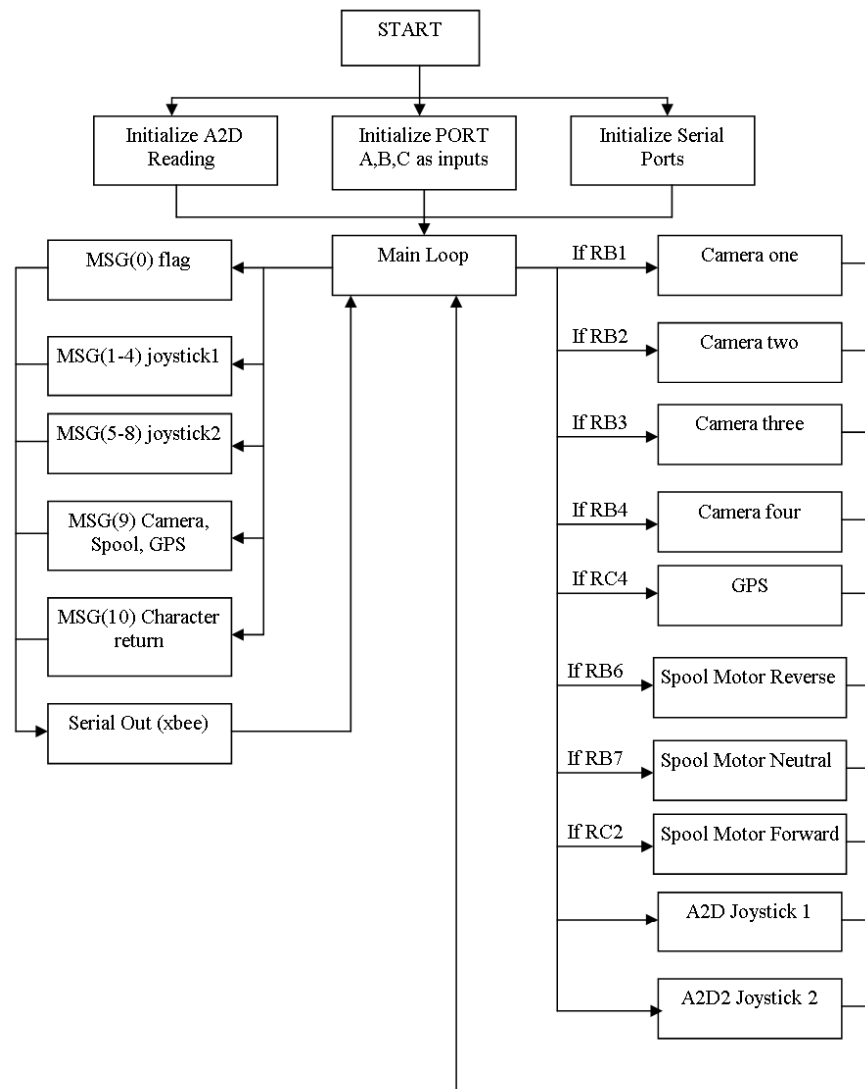 START
Initialize A2D
Reading
Initialize PORT
A,B,C as inputs
Initialize Serial
Ports
Main Loop
MSG(0) flag
MSG(1-4) joystick1
MSG(5-8) joystick2
MSG(9) Camera,
Spool, GPS
MSG(10) Character
return
Serial Out (xbee)
If RB1
Camera one
If RB2
Camera two
If RB3
Camera three
If RB4
Camera four
If RC4
GPS
If RB6
Spool Motor Reverse
If RB7
Spool Motor Neutral
If RC2
Spool Motor Forward
A2D Joystick 1
A2D2 Joystick 2